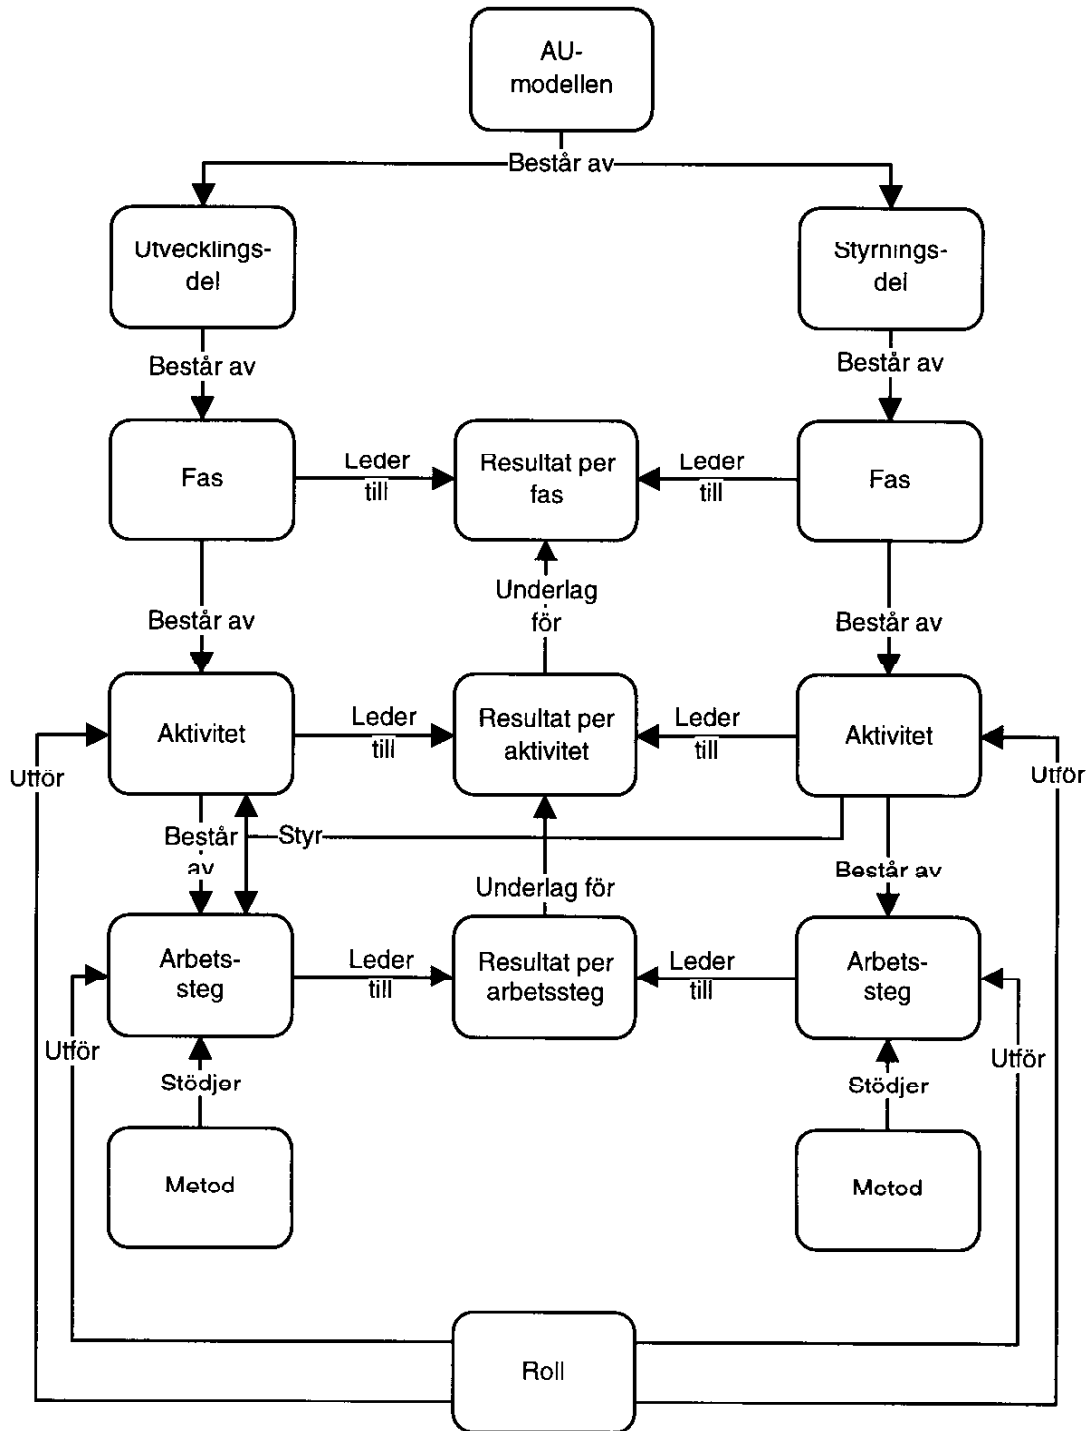 AU-
modellen
Består av
Utvecklings-
del
Styrnings-
del
Består av
Består av
Fas
Leder
till
Resultat per
fas
Leder
till
Fas
Underlag
för
Består av
Består av
Aktivitet
Leder
till
Resultat per
aktivitet
Leder
till
Aktivitet
Utför
Utför
Består
av
Styr
Består av
Underlag för
Arbets-
steg
Leder
till
Resultat per
arbetssteg
Leder
till
Arbets-
steg
Utför
Utför
Stödjer
Stödjer
Metod
Metod
Roll